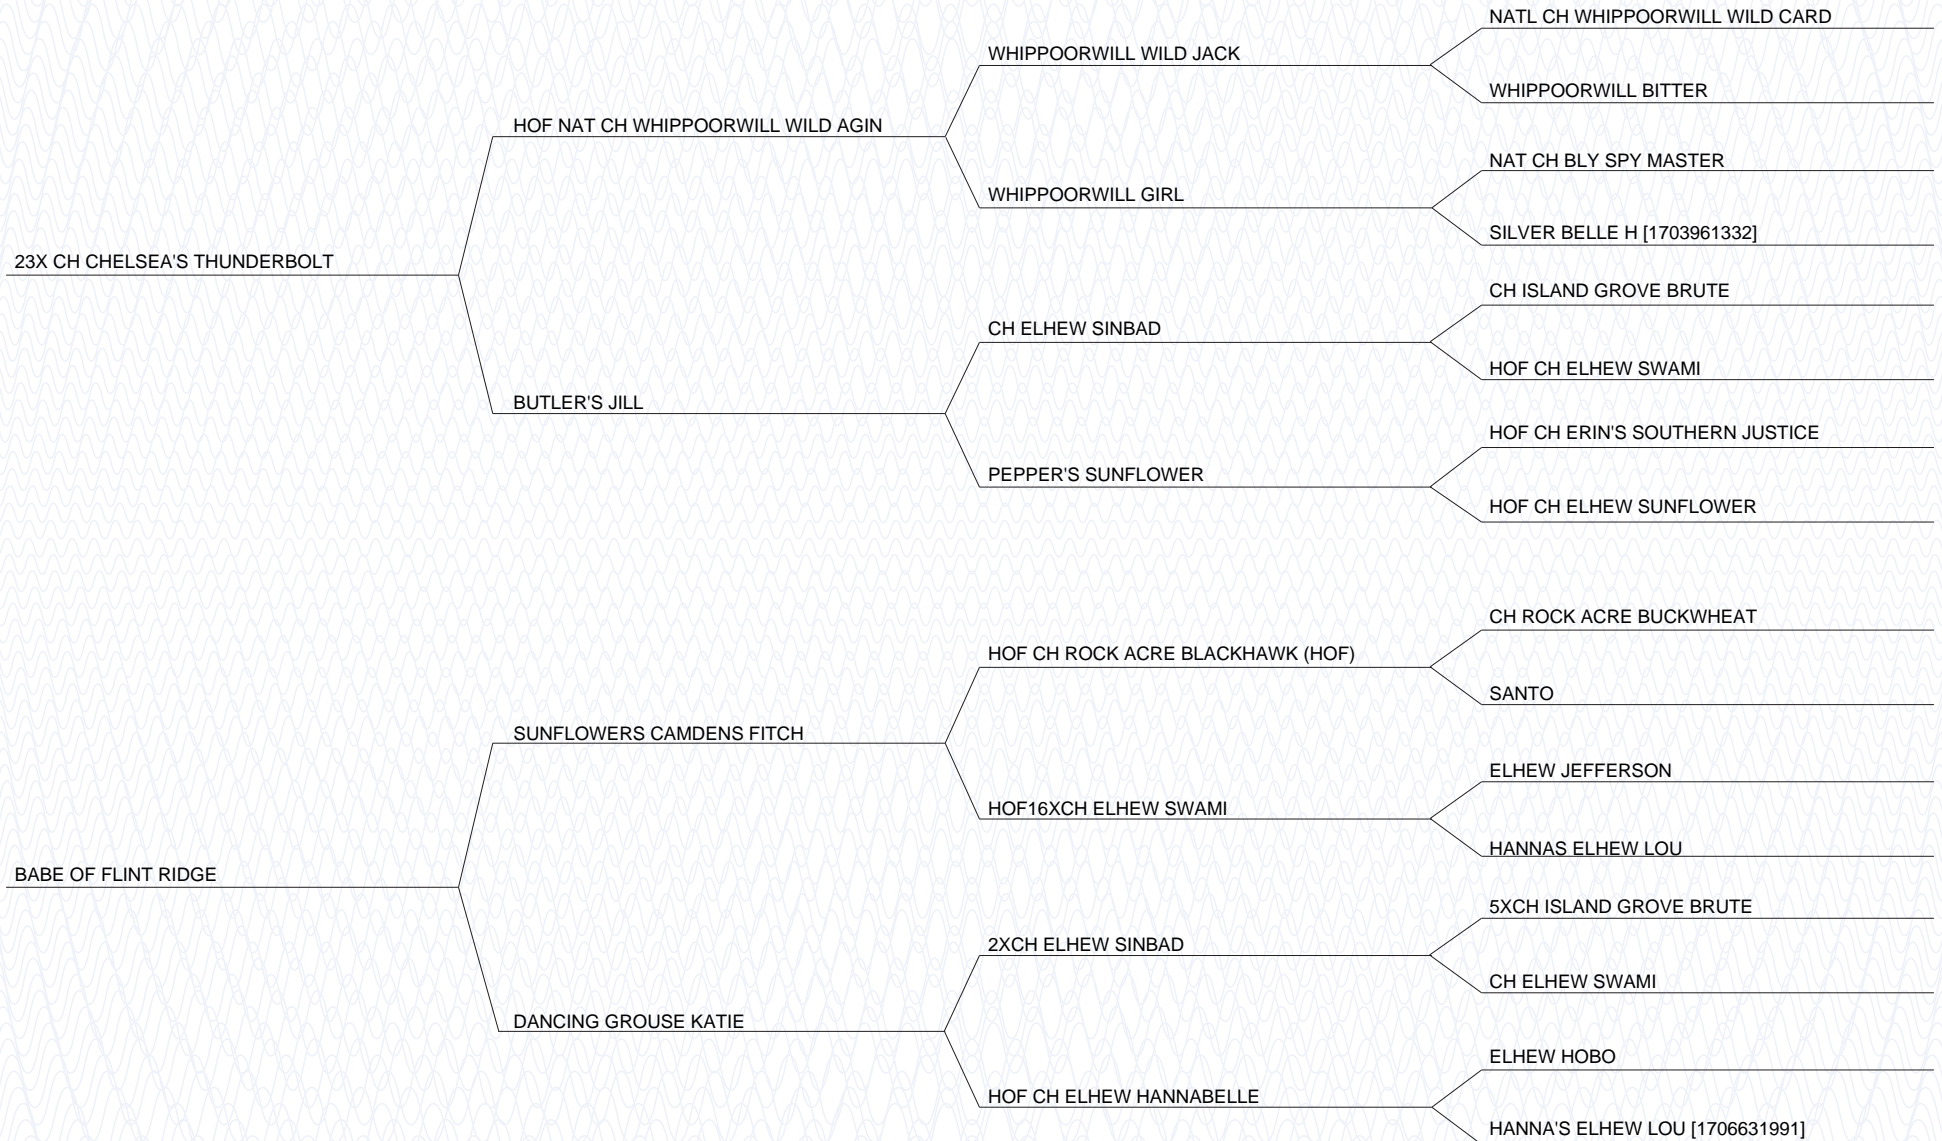 NATL CH WHIPPOORWILL WILD CARD
WHIPPOORWILL WILD JACK
WHIPPOORWILL BITTER
HOF NAT CH WHIPPOORWILL WILD AGIN
NAT CH BLY SPY MASTER
WHIPPOORWILL GIRL
SILVER BELLE H [1703961332]
23X CH CHELSEA'S THUNDERBOLT
CH ISLAND GROVE BRUTE
CH ELHEW SINBAD
HOF CH ELHEW SWAMI
BUTLER'S JILL
HOF CH ERIN'S SOUTHERN JUSTICE
PEPPER'S SUNFLOWER
HOF CH ELHEW SUNFLOWER
CH ROCK ACRE BUCKWHEAT
HOF CH ROCK ACRE BLACKHAWK (HOF)
SANTO
SUNFLOWERS CAMDENS FITCH
ELHEW JEFFERSON
HOF16XCH ELHEW SWAMI
HANNAS ELHEW LOU
BABE OF FLINT RIDGE
5XCH ISLAND GROVE BRUTE
2XCH ELHEW SINBAD
CH ELHEW SWAMI
DANCING GROUSE KATIE
ELHEW HOBO
HOF CH ELHEW HANNABELLE
HANNA'S ELHEW LOU [1706631991]